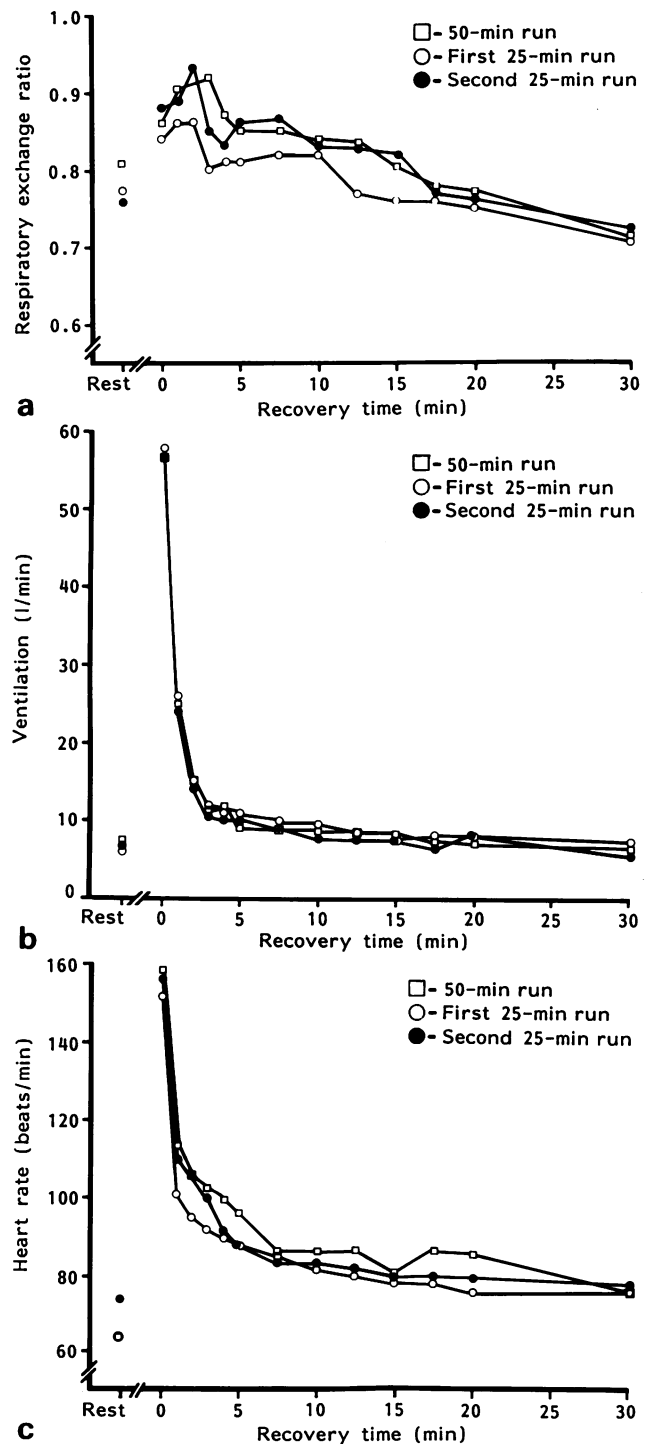 Respiratory exchange ratio
1.0
0.9
0.8
0.7
0.6
□- 50-min run
○- First 25-min run
●- Second 25-min run
Rest 0 5 10 15 20 25 30
Recovery time (min)
a
Ventilation (l/min)
60
50
40
30
20
10
0
□- 50-min run
○- First 25-min run
●- Second 25-min run
Rest 0 5 10 15 20 25 30
Recovery time (min)
b
Heart rate (beats/min)
160
140
120
100
80
60
□- 50-min run
○- First 25-min run
●- Second 25-min run
Rest 0 5 10 15 20 25 30
Recovery time (min)
c